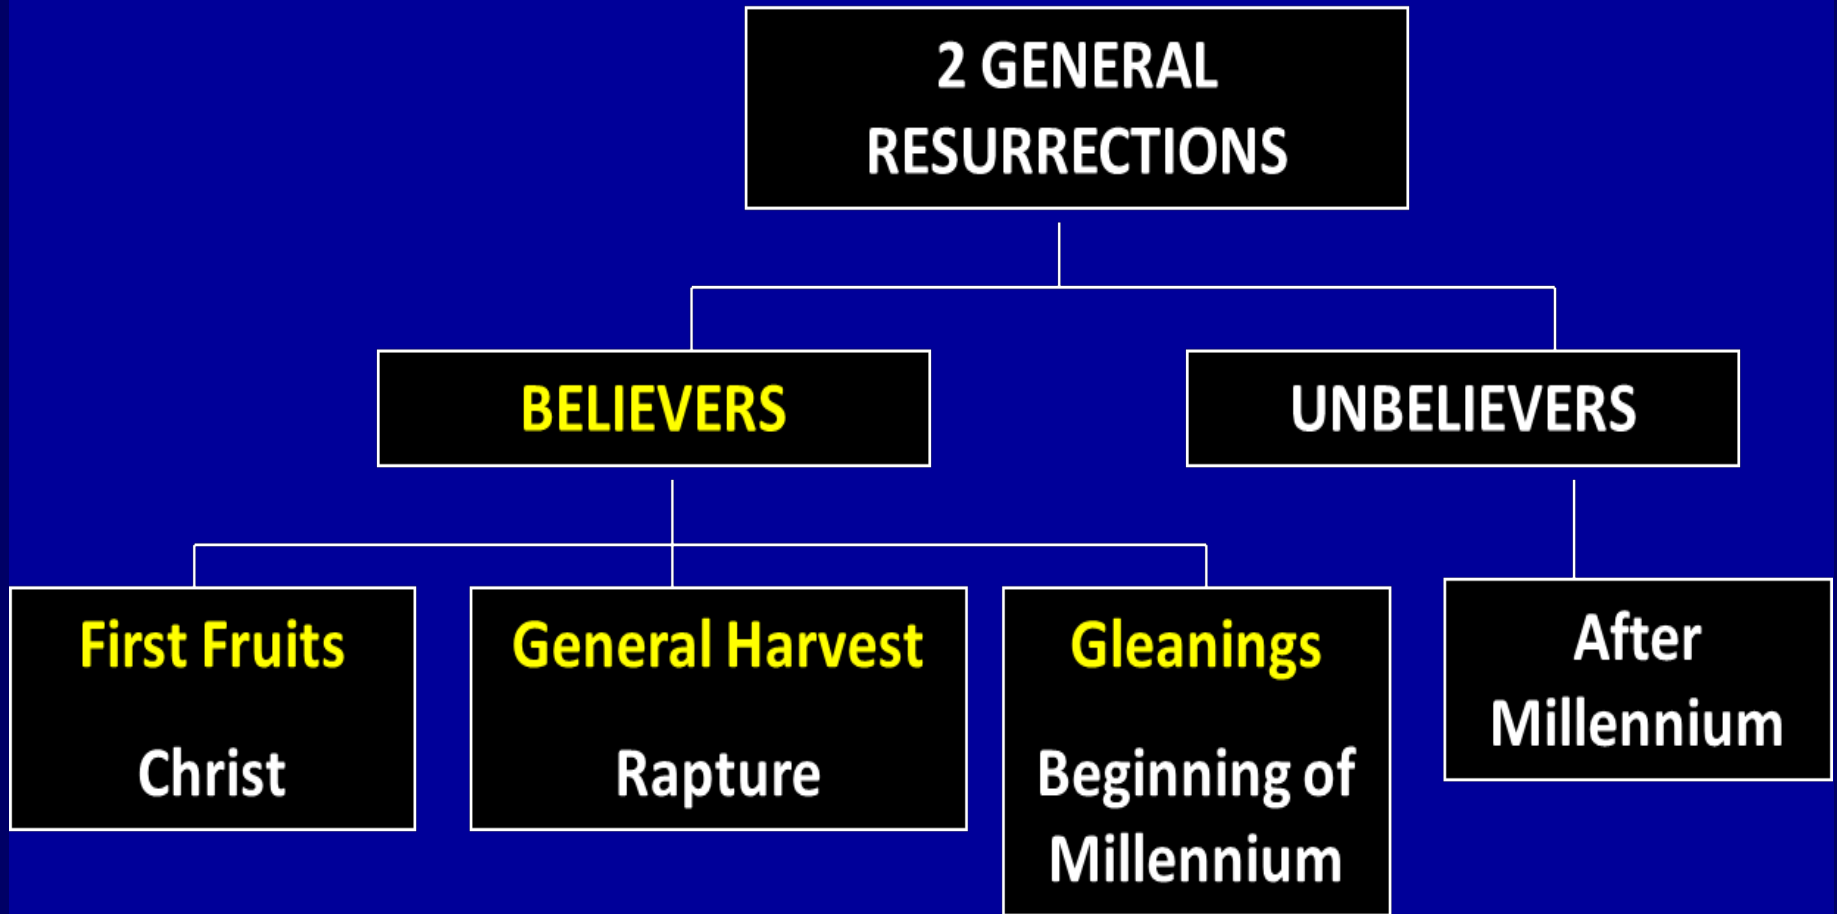 2 GENERAL
RESURRECTIONS
BELIEVERS
UNBELIEVERS
First Fruits
Christ
General Harvest
Rapture
Gleanings
Beginning of
Millennium
After
Millennium